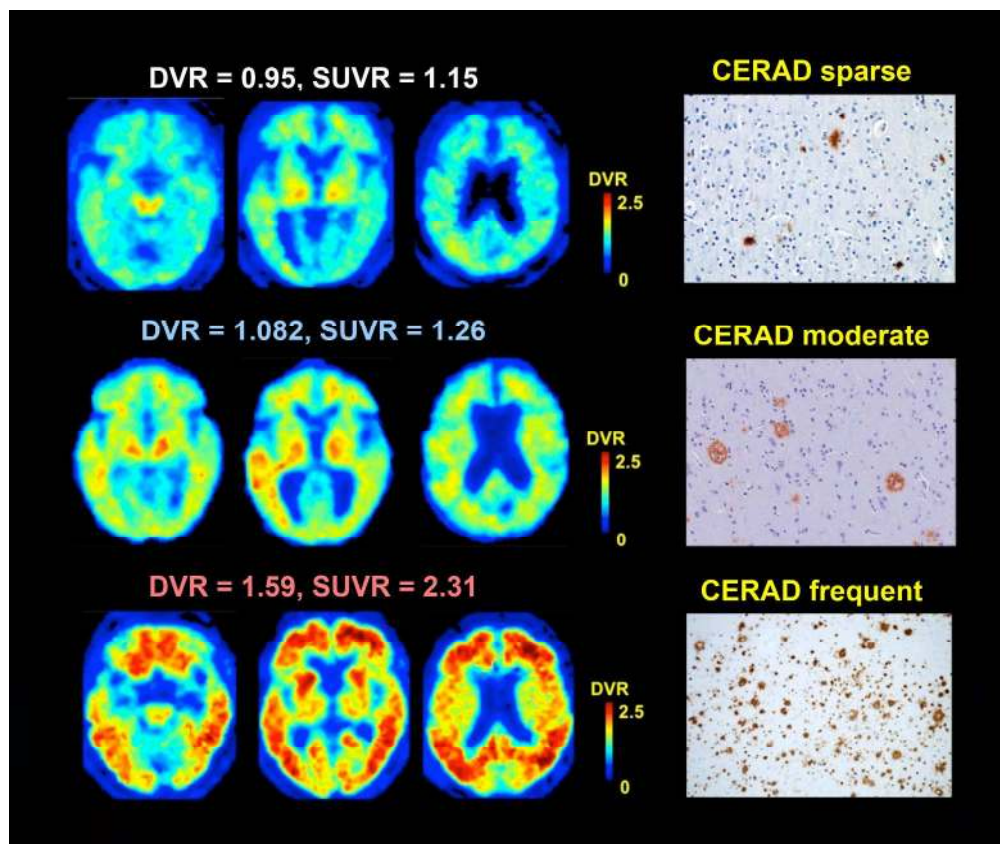 DVR = 0.95, SUVR = 1.15
CERAD sparse
DVR
2.5
0
DVR = 1.082, SUVR = 1.26
CERAD moderate
DVR
2.5
0
DVR = 1.59, SUVR = 2.31
CERAD frequent
DVR
2.5
0